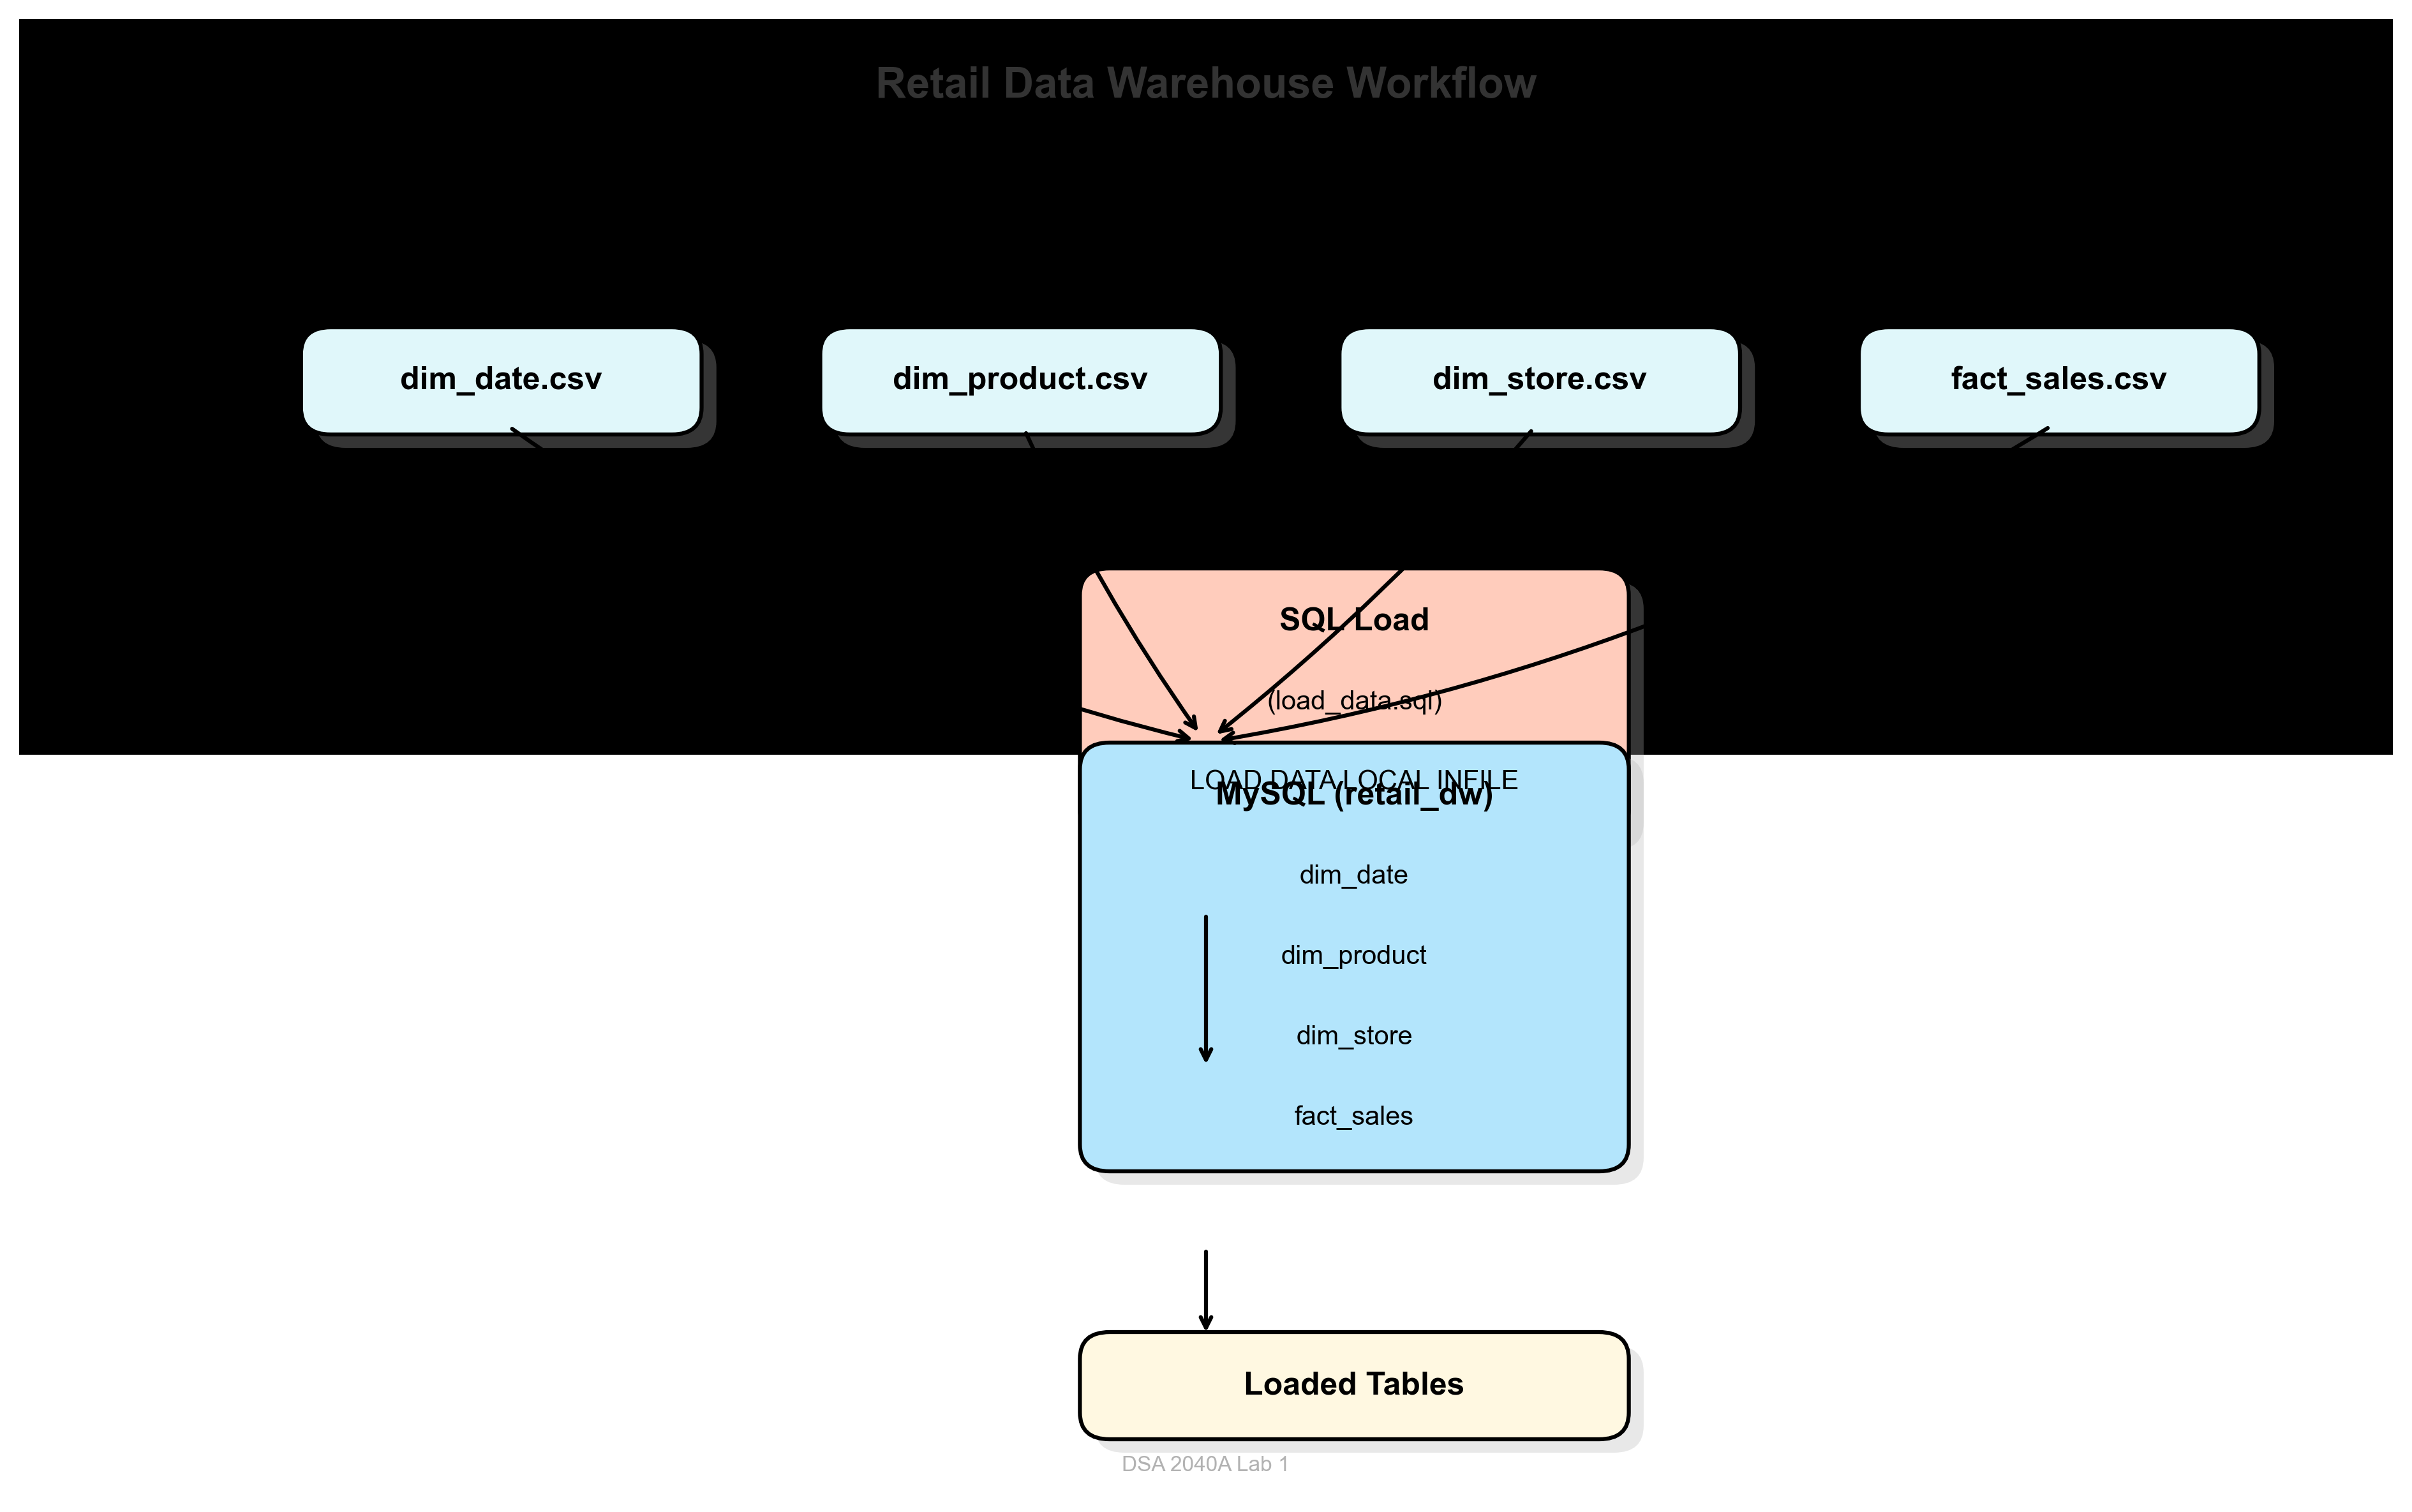 Retail Data Warehouse Workflow
dim_date.csv
dim_product.csv
dim_store.csv
fact_sales.csv
SQL Load
(load_data.sql)
LOAD DATA LOCAL INFILE
MySQL (retail_dw)
dim_date
dim_product
dim_store
fact_sales
Loaded Tables
DSA 2040A Lab 1